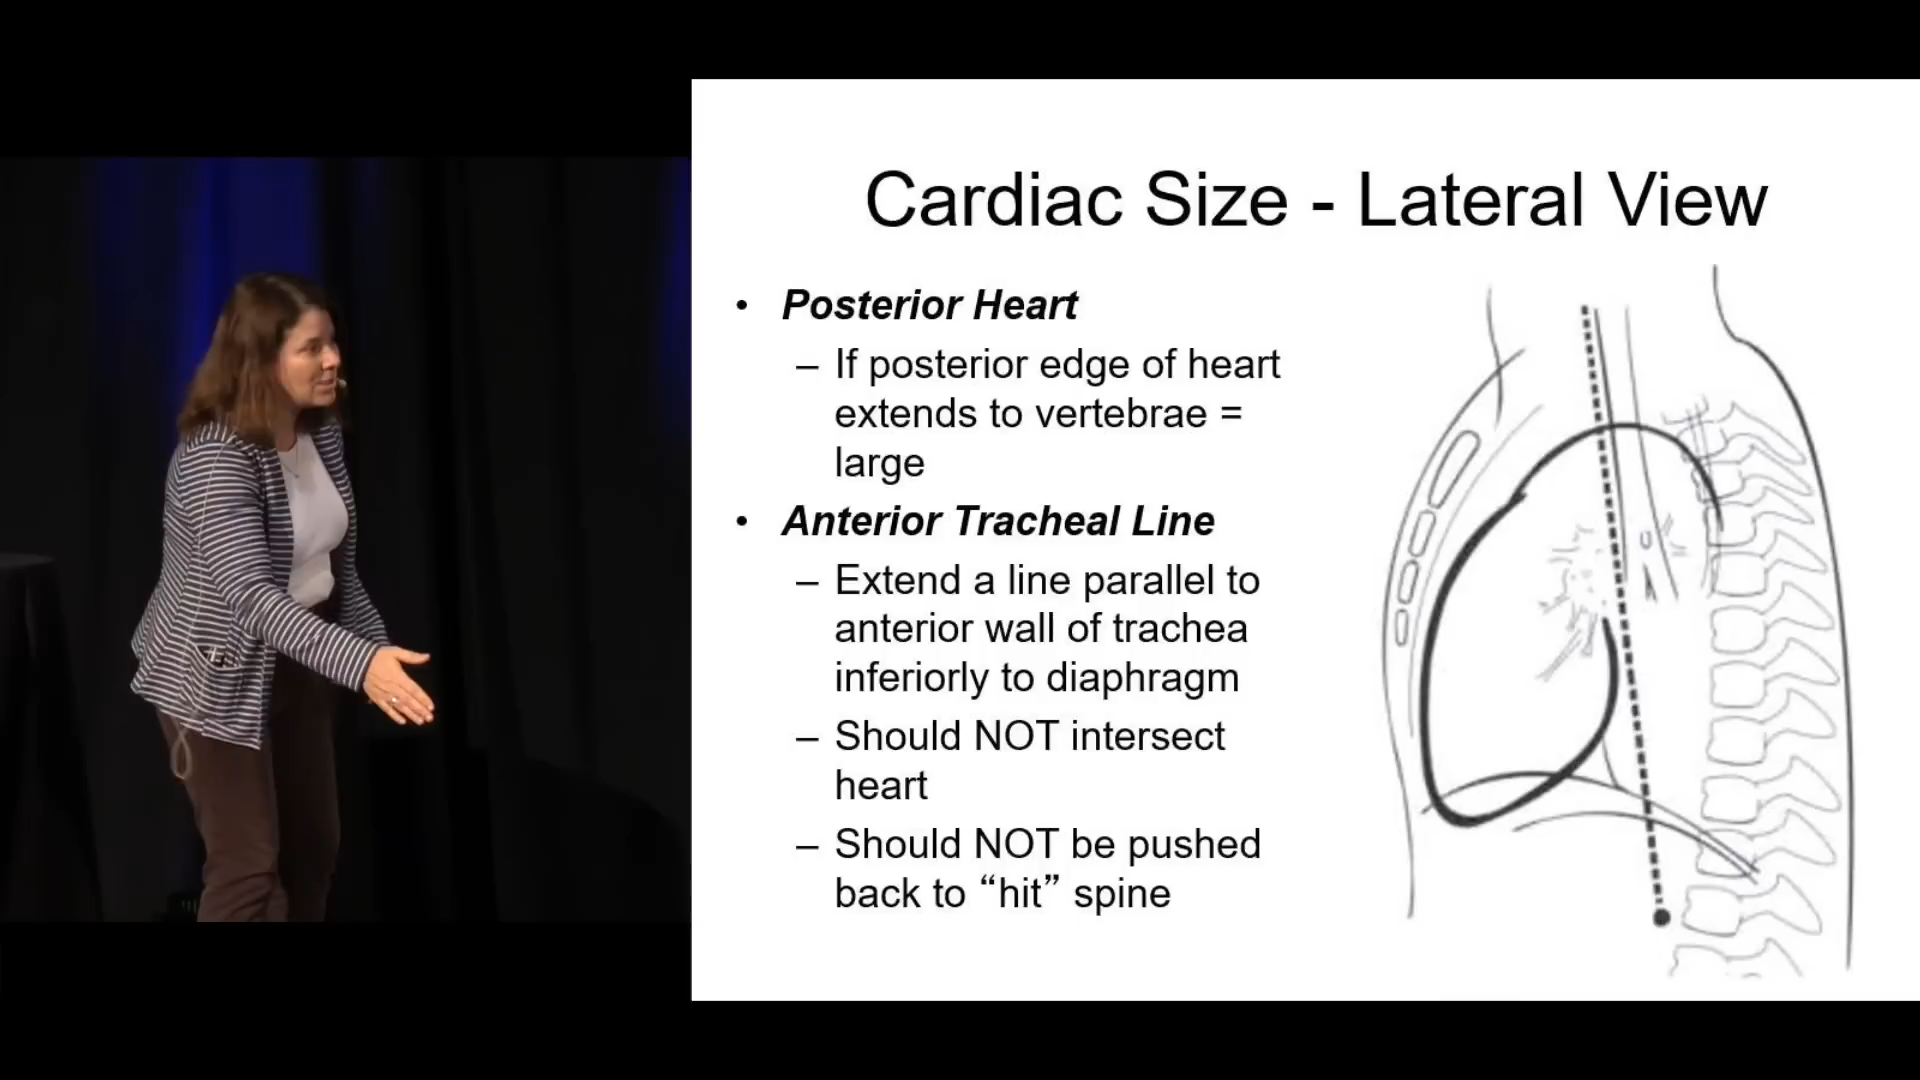 Cardiac Size - Lateral View
• Posterior Heart
– If posterior edge of heart
extends to vertebrae =
large
• Anterior Tracheal Line
– Extend a line parallel to
anterior wall of trachea
inferiorly to diaphragm
– Should NOT intersect
heart
– Should NOT be pushed
back to “hit” spine